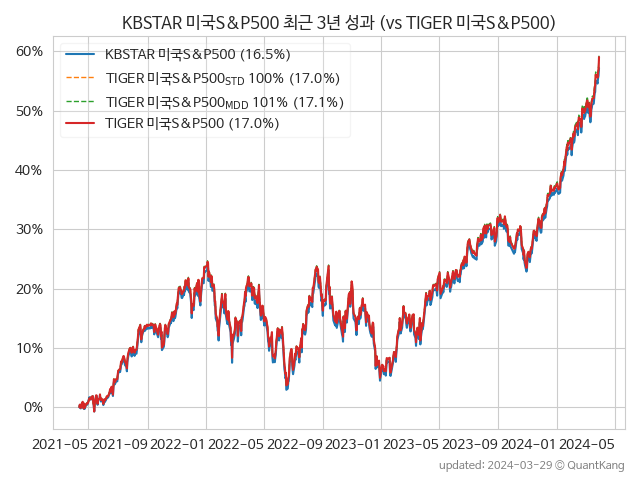 KBSTAR 미국S&P500 최근 3년 성과 (vs TIGER 미국S&P500)
60%
50%
40%
30%
20%
10%
0%
KBSTAR 미국S&P500 (16.5%)
TIGER 미국S&P500STD 100% (17.0%)
TIGER 미국S&P500MDD 101% (17.1%)
TIGER 미국S&P500 (17.0%)
2021-05 2021-09 2022-01 2022-05 2022-09 2023-01 2023-05 2023-09 2024-01 2024-05
updated: 2024-03-29 © QuantKang